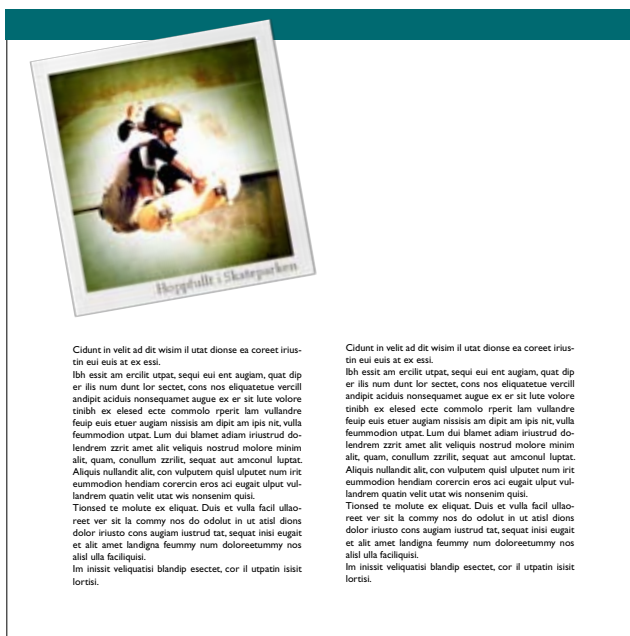 Hoppfullt i Skateparken
Cidunt in velit ad dit wisim il utat dionse ea coreet irius-
tin eui euis at ex essi.
Ibh essit am ercilit utpat, sequi eui ent augiam, quat dip
er ilis num dunt lor sectet, cons nos eliquatetue vercill
andipit aciduis nonsequamet augue ex er sit lute volore
tinibh ex elesed ecte commolo rperit lam vullandre
feuip euis etuer augiam nissisis am dipit am ipis nit, vulla
feummodion utpat. Lum dui blamet adiam iriustrud do-
lendrem zzrit amet alit veliquis nostrud molore minim
alit, quam, conullum zzrilit, sequat aut amconul luptat.
Aliquis nullandit alit, con vulputem quisl ulputet num irit
eummodion hendiam corercin eros aci eugait ulput vul-
landrem quatin velit utat wis nonsenim quisi.
Tionsed te molute ex eliquat. Duis et vulla facil ullao-
reet ver sit la commy nos do odolut in ut atisl dions
dolor iriusto cons augiam iustrud tat, sequat inisi eugait
et alit amet landigna feummy num doloreetummy nos
alisl ulla faciliquisi.
Im inissit veliquatisi blandip esectet, cor il utpatin isisit
lortisi.
Cidunt in velit ad dit wisim il utat dionse ea coreet irius-
tin eui euis at ex essi.
Ibh essit am ercilit utpat, sequi eui ent augiam, quat dip
er ilis num dunt lor sectet, cons nos eliquatetue vercill
andipit aciduis nonsequamet augue ex er sit lute volore
tinibh ex elesed ecte commolo rperit lam vullandre
feuip euis etuer augiam nissisis am dipit am ipis nit, vulla
feummodion utpat. Lum dui blamet adiam iriustrud do-
lendrem zzrit amet alit veliquis nostrud molore minim
alit, quam, conullum zzrilit, sequat aut amconul luptat.
Aliquis nullandit alit, con vulputem quisl ulputet num irit
eummodion hendiam corercin eros aci eugait ulput vul-
landrem quatin velit utat wis nonsenim quisi.
Tionsed te molute ex eliquat. Duis et vulla facil ullao-
reet ver sit la commy nos do odolut in ut atisl dions
dolor iriusto cons augiam iustrud tat, sequat inisi eugait
et alit amet landigna feummy num doloreetummy nos
alisl ulla faciliquisi.
Im inissit veliquatisi blandip esectet, cor il utpatin isisit
lortisi.